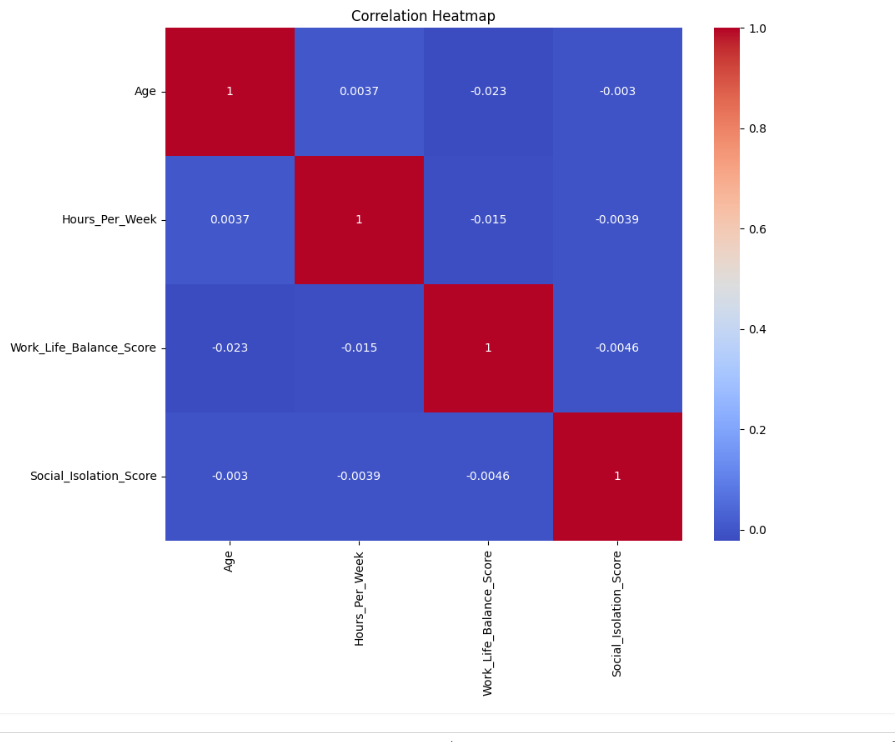 Correlation Heatmap
1.0
Age 1 0.0037 -0.023 -0.003
0.8
Hours_Per_Week 0.0037 1 -0.015 -0.0039
0.6
0.4
Work_Life_Balance_Score -0.023 -0.015 1 -0.0046
0.2
Social_Isolation_Score -0.003 -0.0039 -0.0046 1
0.0
Age
Hours_Per_Week
Work_Life_Balance_Score
Social_Isolation_Score